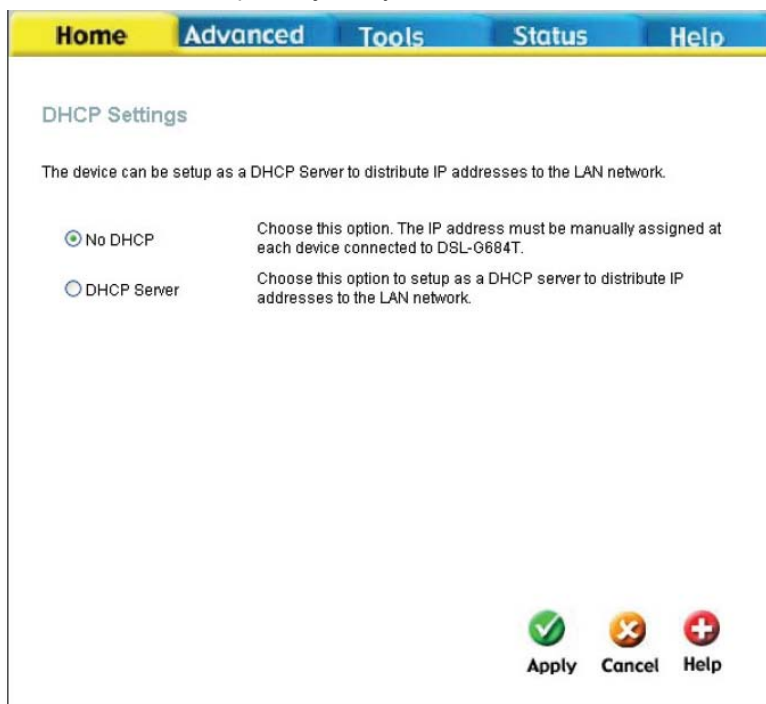 Home Advanced Tools Status Help
DHCP Settings
The device can be setup as a DHCP Server to distribute IP addresses to the LAN network.
No DHCP
Choose this option. The IP address must be manually assigned at
each device connected to DSL-G684T.
DHCP Server
Choose this option to setup as a DHCP server to distribute IP
addresses to the LAN network.
Apply Cancel Help